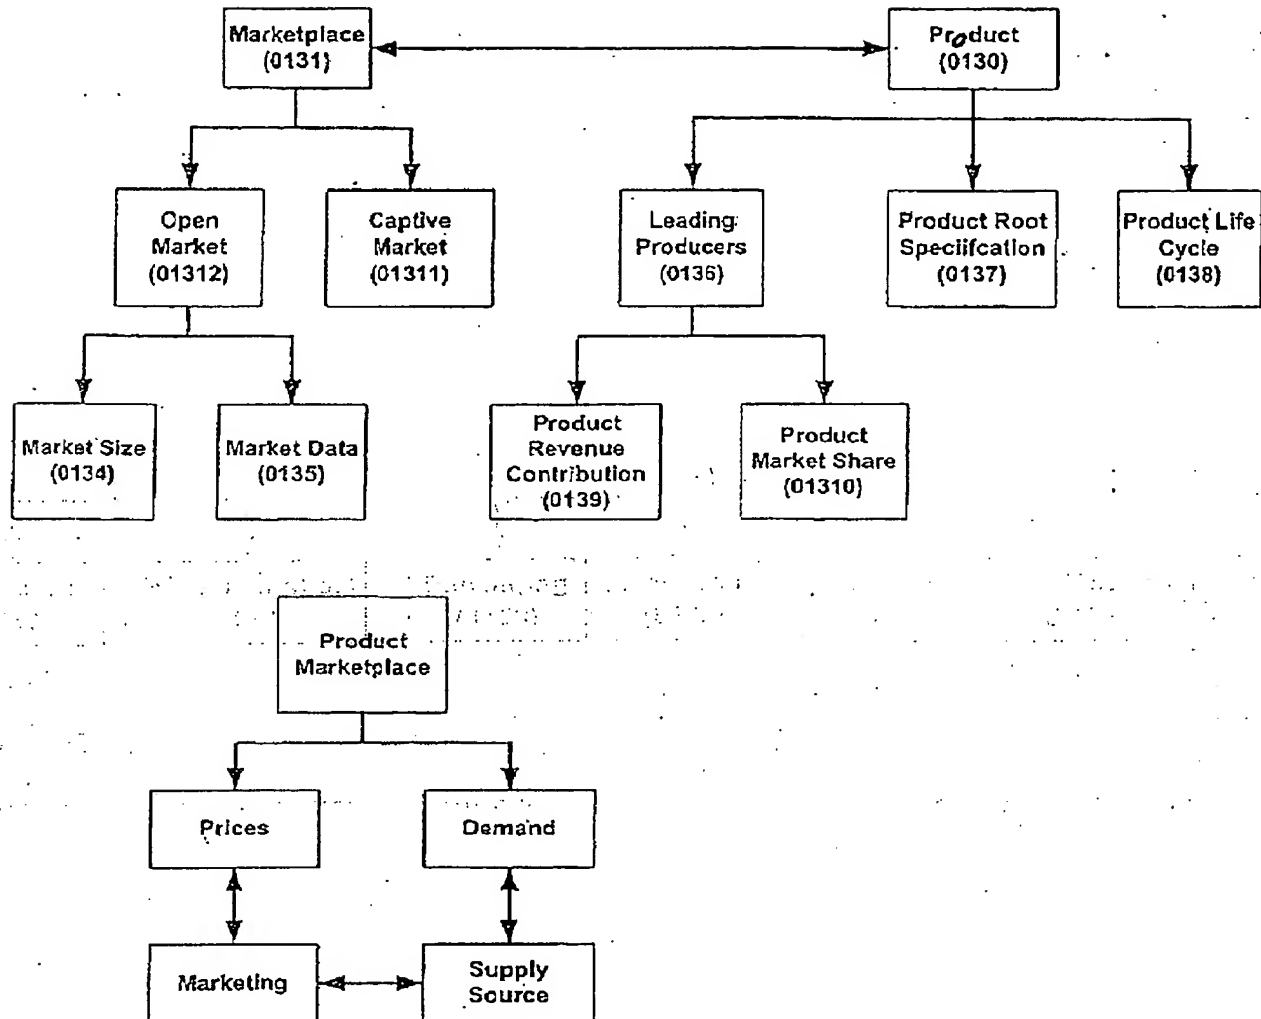 Marketplace
(0131)
Product
(0130)
Open
Market
(01312)
Captive
Market
(01311)
Leading
Producers
(0136)
Product Root
Speciifcation
(0137)
Product Life
Cycle
(0138)
Market Size
(0134)
Market Data
(0135)
Product
Revenue
Contribution
(0139)
Product
Market Share
(01310)
Product
Marketplace
Prices
Demand
Marketing
Supply
Source